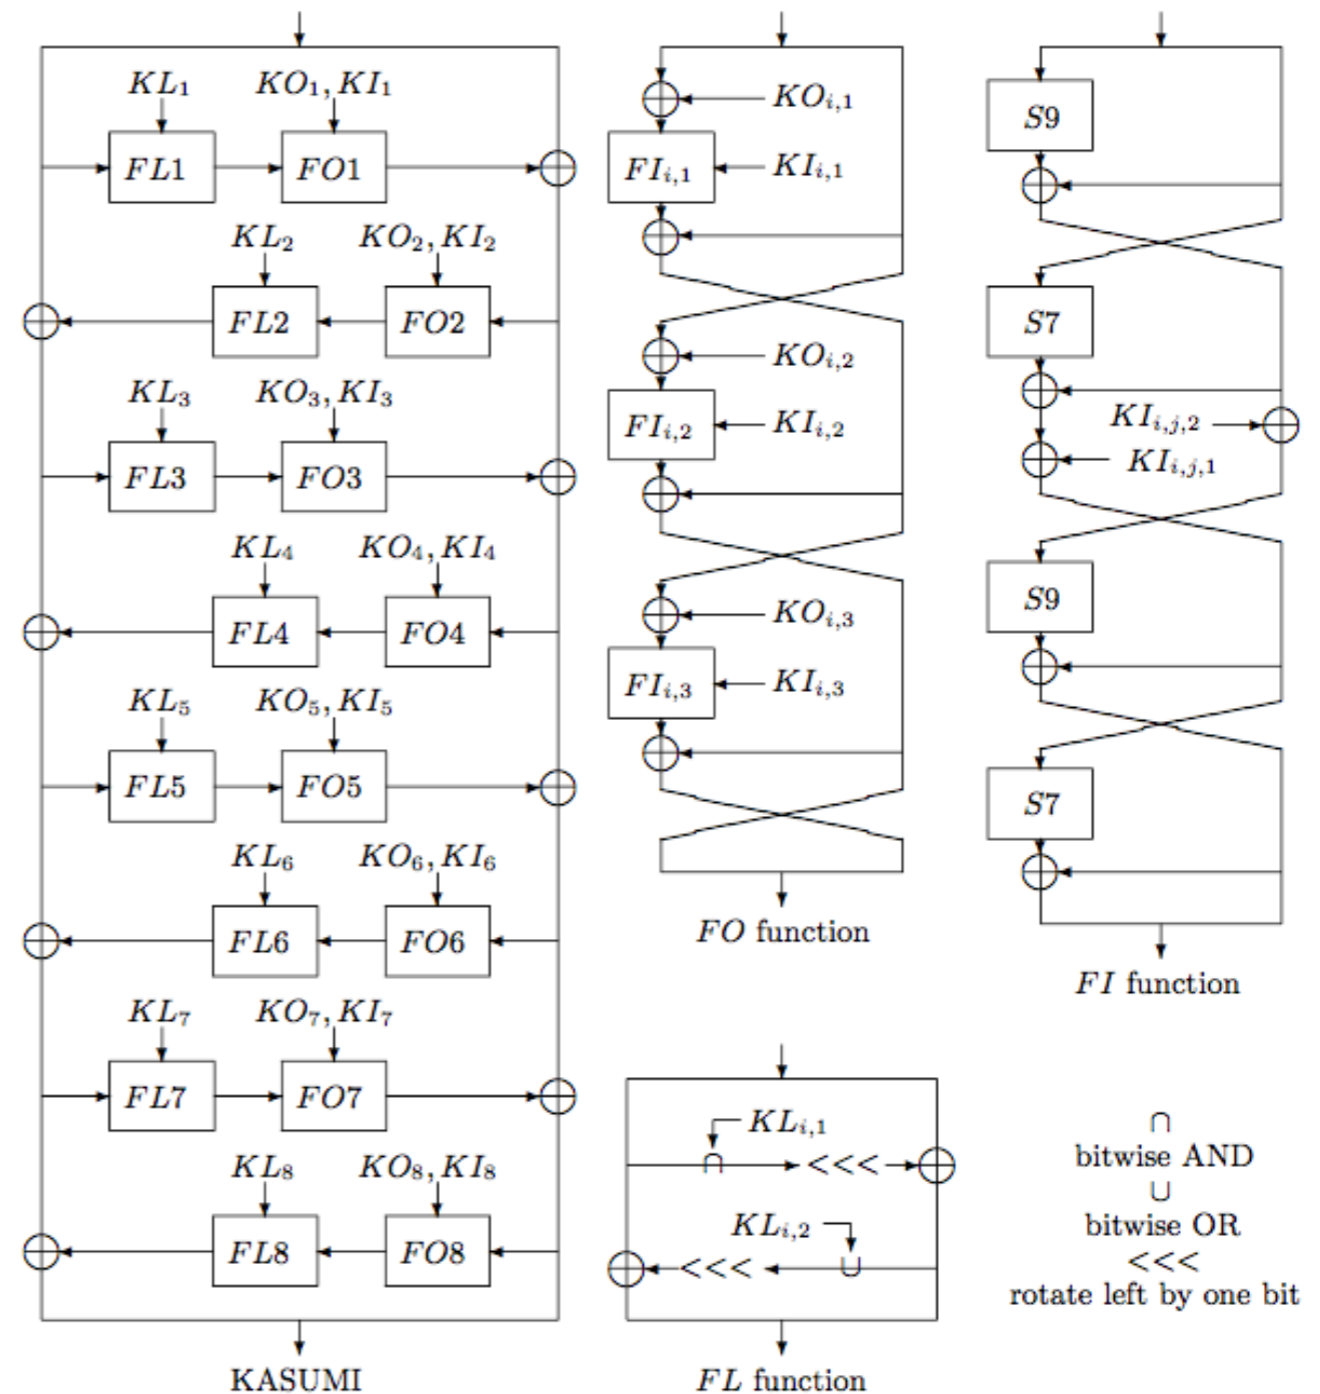 KL₁ KO₁, KI₁
FL1 FO1
KL₂ KO₂, KI₂
FL2 FO2
KL₃ KO₃, KI₃
FL3 FO3
KL₄ KO₄, KI₄
FL4 FO4
KL₅ KO₅, KI₅
FL5 FO5
KL₆ KO₆, KI₆
FL6 FO6
KL₇ KO₇, KI₇
FL7 FO7
KL₈ KO₈, KI₈
FL8 FO8
KASUMI
KOᵢ,₁
FIᵢ,₁ KIᵢ,₁
KOᵢ,₂
FIᵢ,₂ KIᵢ,₂
KOᵢ,₃
FIᵢ,₃ KIᵢ,₃
FO function
S9
S7
KIᵢ,ⱼ,₂
KIᵢ,ⱼ,₁
S9
S7
FI function
KLᵢ,₁
∩ <<<
KLᵢ,₂
<<< ∪
FL function
∩
bitwise AND
∪
bitwise OR
<<<
rotate left by one bit